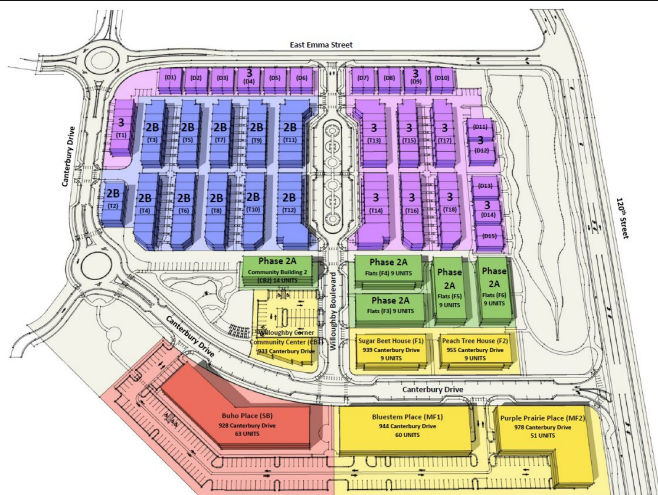 East Emma Street
(D1)
(D2)
(D3)
3
(D4)
(D5)
(D6)
(D7)
(D8)
3
(D9)
(D10)
3
(T1)
2B
(T3)
2B
(T5)
2B
(T7)
2B
(T9)
2B
(T11)
3
(T13)
3
(T15)
3
(T17)
(D11)
3
(D12)
Canterbury Drive
2B
(T2)
2B
(T4)
2B
(T6)
2B
(T8)
2B
(T10)
2B
(T12)
3
(T14)
3
(T16)
3
(T18)
(D13)
3
(D14)
(D15)
120th Street
Phase 2A
Community Building 2
(CB2) 14 UNITS
Willoughby Boulevard
Phase 2A
Flats (F4) 9 UNITS
Phase 2A
Flats (F3) 9 UNITS
Phase
2A
Flats (F5)
9 UNITS
Phase
2A
Flats (F6)
9 UNITS
Willoughby Corner
Community Center (CB1)
933 Canterbury Drive
Sugar Beet House (F1)
939 Canterbury Drive
9 UNITS
Peach Tree House (F2)
955 Canterbury Drive
9 UNITS
Canterbury Drive
Canterbury Drive
Buho Place (SB)
928 Canterbury Drive
63 UNITS
Bluestem Place (MF1)
944 Canterbury Drive
60 UNITS
Purple Prairie Place (MF2)
978 Canterbury Drive
51 UNITS